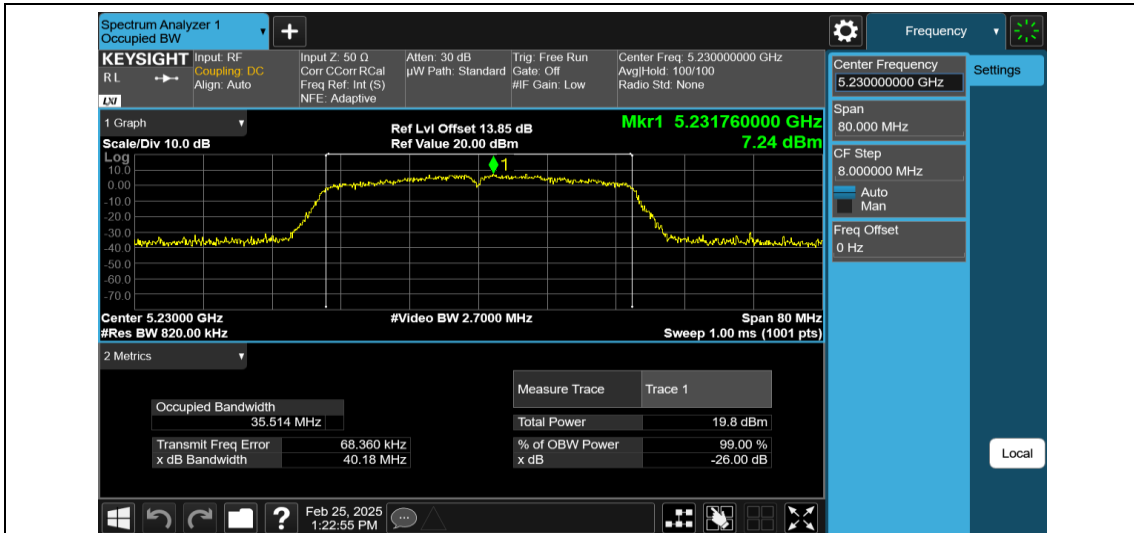 Spectrum Analyzer 1
Occupied BW
Frequency
KEYSIGHT
R L
LXI
Input: RF
Coupling: DC
Align: Auto
Input Z: 50 Ω
Corr CCorr RCal
Freq Ref: Int (S)
NFE: Adaptive
Atten: 30 dB
µW Path: Standard
Trig: Free Run
Gate: Off
#IF Gain: Low
Center Freq: 5.230000000 GHz
Avg|Hold: 100/100
Radio Std: None
Center Frequency
5.230000000 GHz
Settings
Span
80.000 MHz
CF Step
8.000000 MHz
Auto
Man
Freq Offset
0 Hz
Local
1 Graph
Scale/Div 10.0 dB
Ref Lvl Offset 13.85 dB
Ref Value 20.00 dBm
Mkr1 5.231760000 GHz
7.24 dBm
Log
1
10.0
0.00
-10.0
-20.0
-30.0
-40.0
-50.0
-60.0
-70.0
Center 5.23000 GHz
#Res BW 820.00 kHz
#Video BW 2.7000 MHz
Span 80 MHz
Sweep 1.00 ms (1001 pts)
2 Metrics
Measure Trace Trace 1
Occupied Bandwidth
35.514 MHz
Total Power 19.8 dBm
Transmit Freq Error 68.360 kHz
% of OBW Power 99.00 %
x dB Bandwidth 40.18 MHz
x dB -26.00 dB
?
Feb 25, 2025
1:22:55 PM